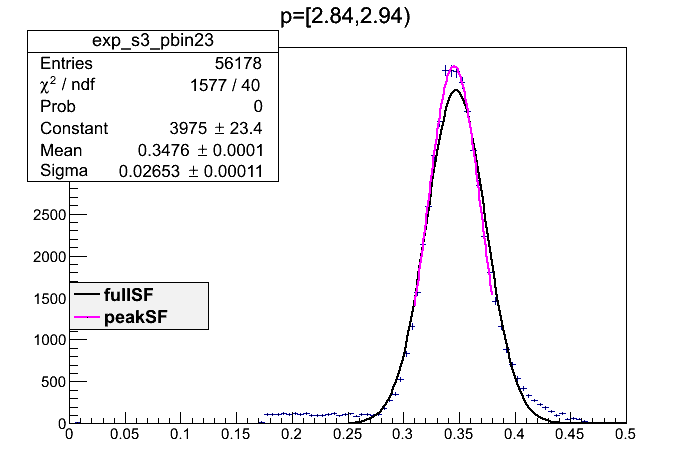 p=[2.84,2.94)
exp_s3_pbin23
Entries 56178
χ² / ndf 1577 / 40
Prob 0
Constant 3975 ± 23.4
Mean 0.3476 ± 0.0001
Sigma 0.02653 ± 0.00011
2500
2000
1500
1000
500
0
fullSF
peakSF
0 0.05 0.1 0.15 0.2 0.25 0.3 0.35 0.4 0.45 0.5